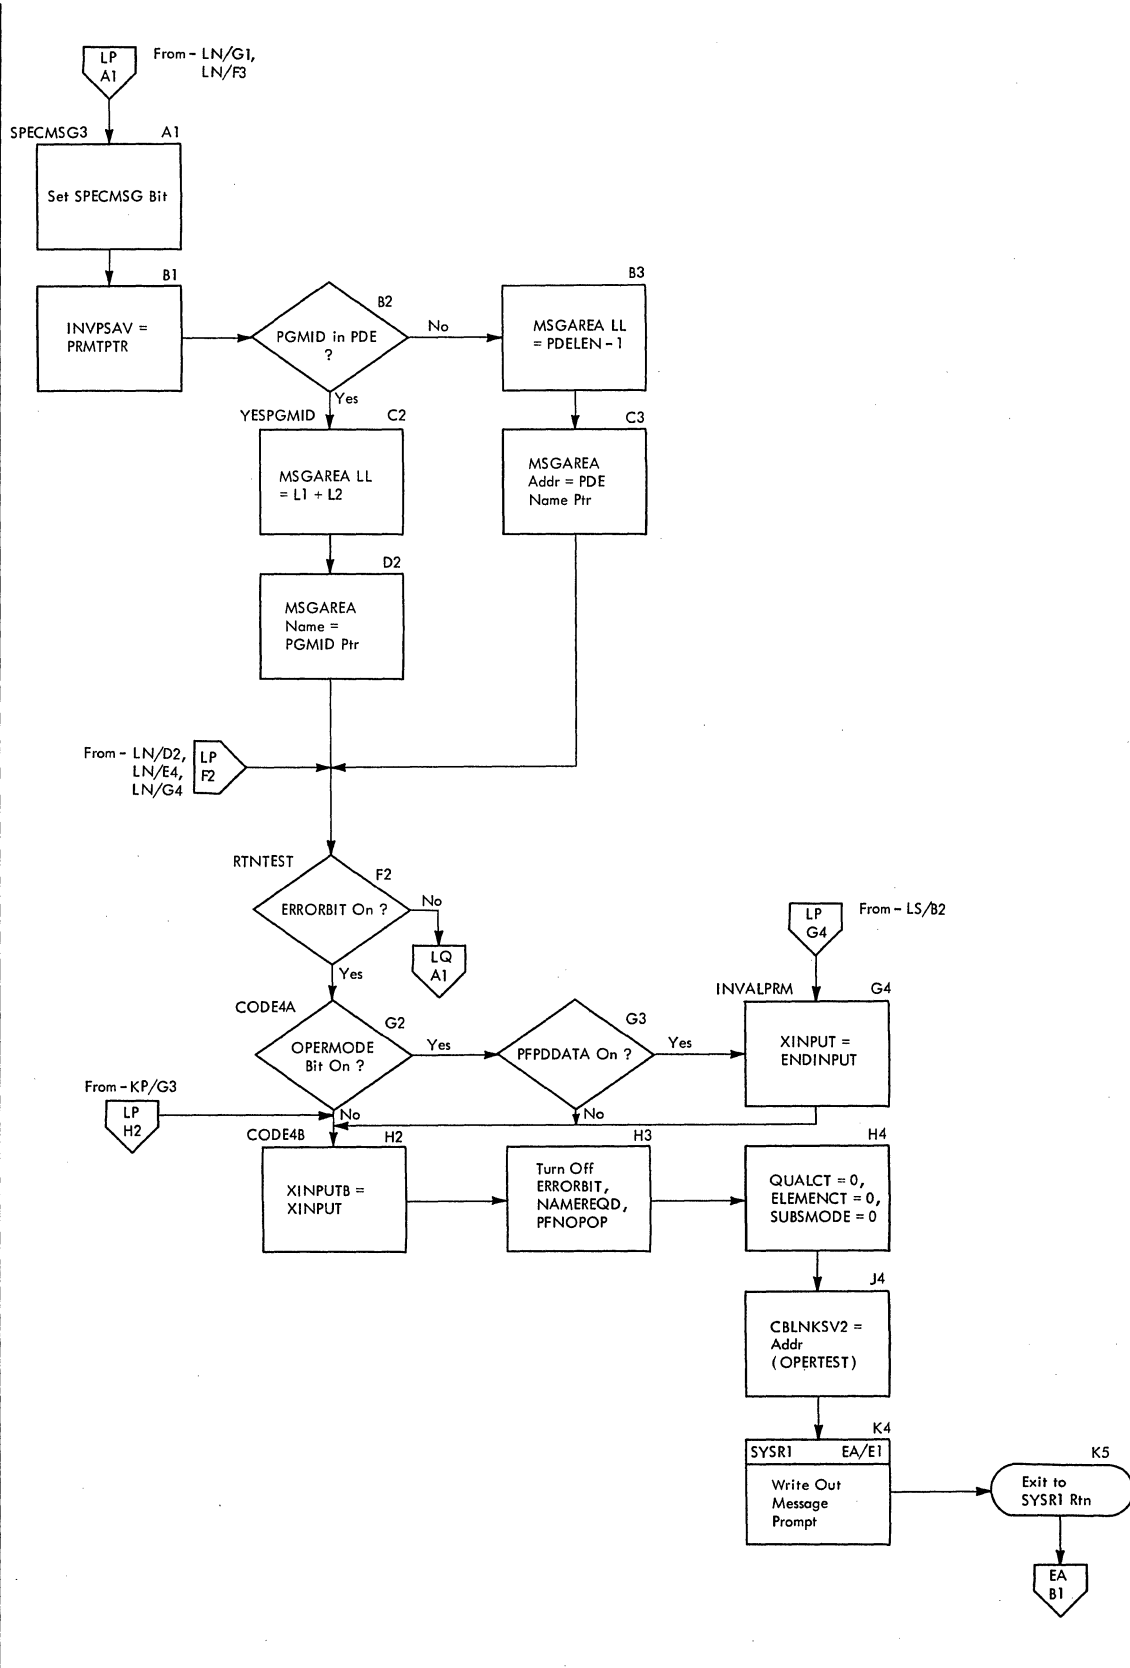 LP
A1
From - LN/G1,
LN/F3
SPECMSG3
A1
Set SPECMSG Bit
B1
INVPSAV =
PRMTPTR
B2
PGMID in PDE
?
No
Yes
B3
MSGAREA LL
= PDELEN - 1
YESPGMID
C2
MSGAREA LL
= L1 + L2
C3
MSGAREA
Addr = PDE
Name Ptr
D2
MSGAREA
Name =
PGMID Ptr
From - LN/D2,
LN/E4,
LN/G4
LP
F2
RTNTEST
F2
ERRORBIT On ?
No
LQ
A1
Yes
LP
G4
From - LS/B2
CODE4A
G2
OPERMODE
Bit On ?
Yes
G3
PFPDDATA On ?
Yes
INVALPRM
G4
XINPUT =
ENDINPUT
From - KP/G3
LP
H2
No
No
CODE4B
H2
XINPUTB =
XINPUT
H3
Turn Off
ERRORBIT,
NAMEREQD,
PFNOPOP
H4
QUALCT = 0,
ELEMENCT = 0,
SUBSMODE = 0
J4
CBLNKSV2 =
Addr
(OPERTEST)
K4
SYSR1 EA/E1
Write Out
Message
Prompt
K5
Exit to
SYSR1 Rtn
EA
B1